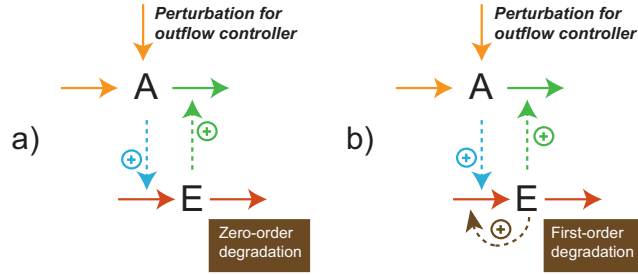 Perturbation for
outflow controller
A
a)
+
+
E
Zero-order
degradation
Perturbation for
outflow controller
A
b)
+
+
E
+
First-order
degradation